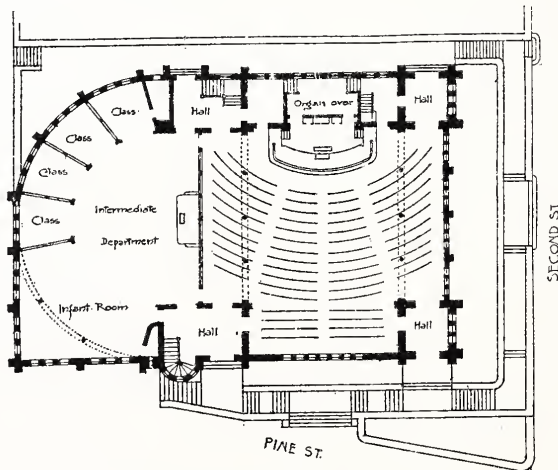 Class
Hall
Organ over
Hall
Class
Class
Class
Intermediate
Department
SECOND ST.
Infant Room
Hall
Hall
PINE ST.